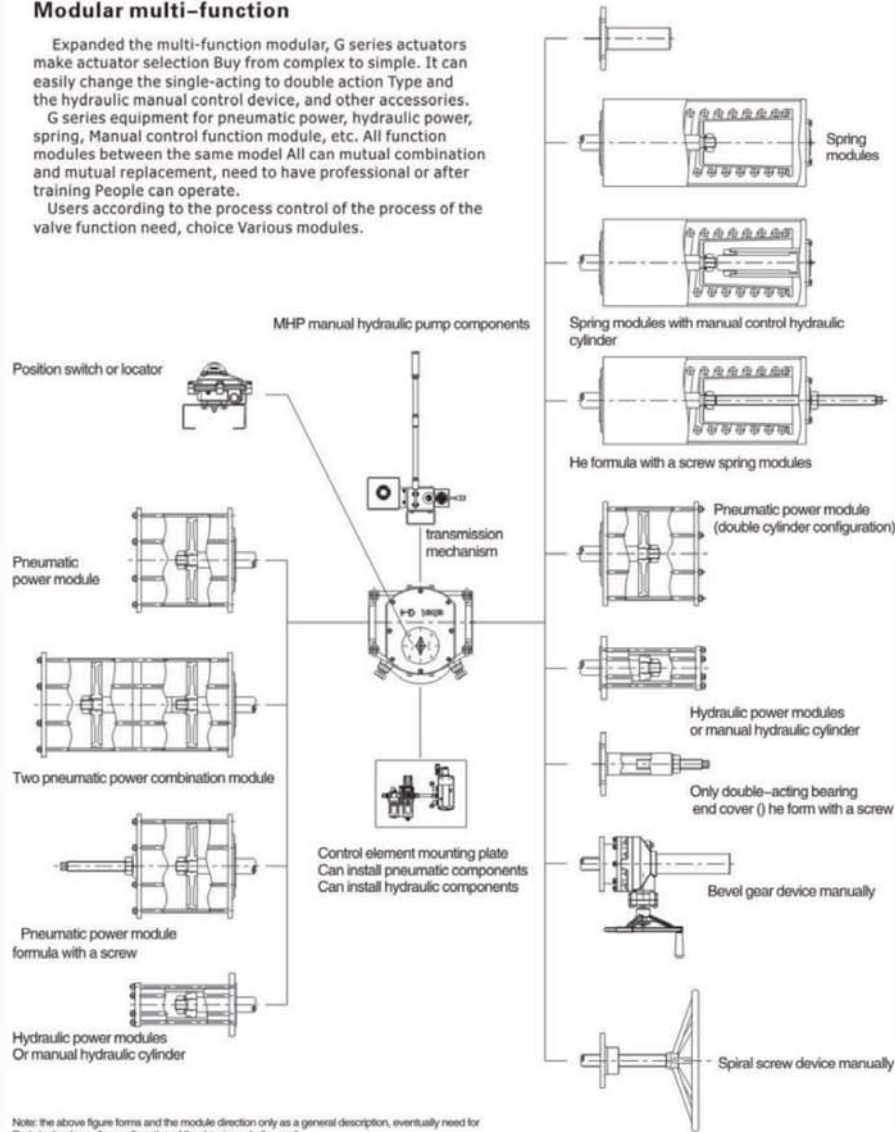 Modular multi-function
Expanded the multi-function modular, G series actuators
make actuator selection Buy from complex to simple. It can
easily change the single-acting to double action Type and
the hydraulic manual control device, and other accessories.
G series equipment for pneumatic power, hydraulic power,
spring, Manual control function module, etc. All function
modules between the same model All can mutual combination
and mutual replacement, need to have professional or after
training People can operate.
Users according to the process control of the process of the
valve function need, choice Various modules.
Spring
modules
MHP manual hydraulic pump components
Spring modules with manual control hydraulic
cylinder
Position switch or locator
He formula with a screw spring modules
transmission
mechanism
Pneumatic power module
(double cylinder configuration)
Pneumatic
power module
Hydraulic power modules
or manual hydraulic cylinder
Two pneumatic power combination module
Only double-acting bearing
end cover () he form with a screw
Control element mounting plate
Can install pneumatic components
Can install hydraulic components
Bevel gear device manually
Pneumatic power module
formula with a screw
Hydraulic power modules
Or manual hydraulic cylinder
Spiral screw device manually
Note: the above figure forms and the module direction only as a general description, eventually need for